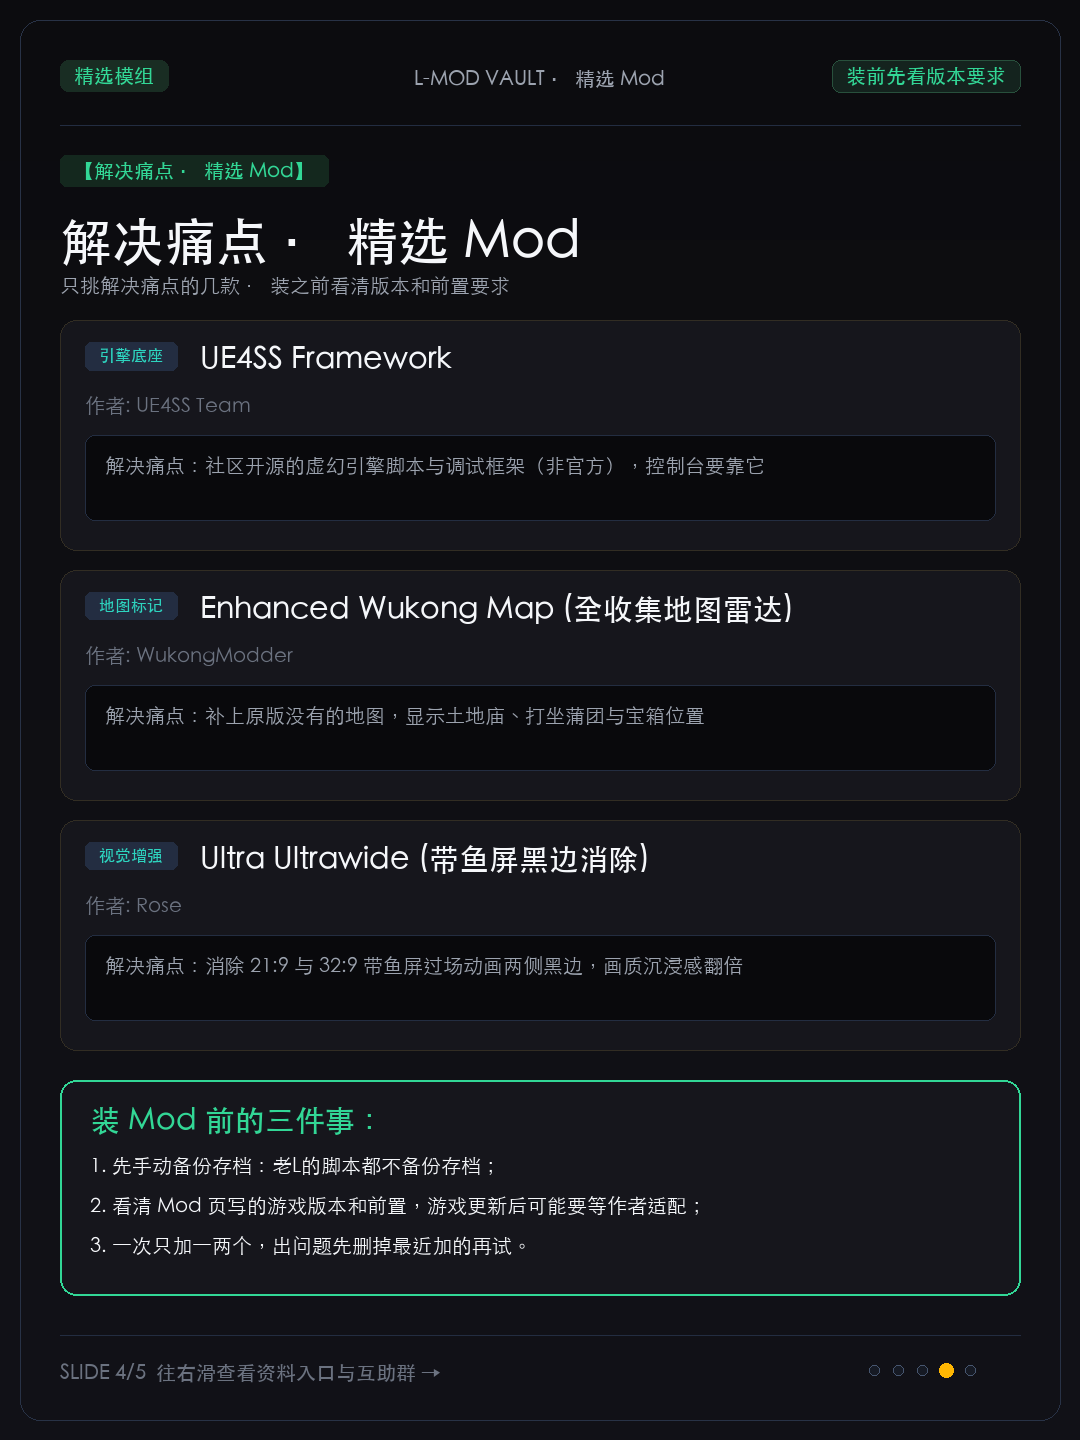 精选模组
L-MOD VAULT · 精选 Mod
装前先看版本要求
【解决痛点 · 精选 Mod】
解决痛点 · 精选 Mod
只挑解决痛点的几款 · 装之前看清版本和前置要求
引擎底座
UE4SS Framework
作者: UE4SS Team
解决痛点：社区开源的虚幻引擎脚本与调试框架（非官方），控制台要靠它
地图标记
Enhanced Wukong Map (全收集地图雷达)
作者: WukongModder
解决痛点：补上原版没有的地图，显示土地庙、打坐蒲团与宝箱位置
视觉增强
Ultra Ultrawide (带鱼屏黑边消除)
作者: Rose
解决痛点：消除 21:9 与 32:9 带鱼屏过场动画两侧黑边，画质沉浸感翻倍
装 Mod 前的三件事：
1. 先手动备份存档：老L的脚本都不备份存档；
2. 看清 Mod 页写的游戏版本和前置，游戏更新后可能要等作者适配；
3. 一次只加一两个，出问题先删掉最近加的再试。
SLIDE 4/5 往右滑查看资料入口与互助群 →